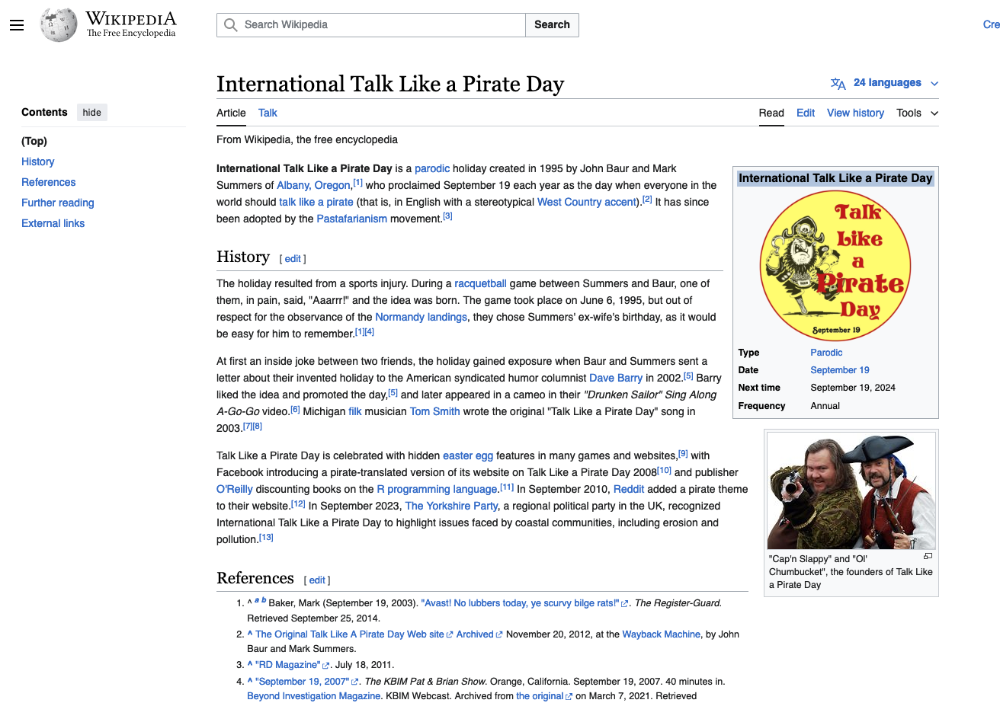 WIKIPEDIA
The Free Encyclopedia
Search Wikipedia
Search
Cre
Contents hide
(Top)
History
References
Further reading
External links
International Talk Like a Pirate Day
24 languages
Article Talk
Read Edit View history Tools
From Wikipedia, the free encyclopedia
International Talk Like a Pirate Day is a parodic holiday created in 1995 by John Baur and Mark
Summers of Albany, Oregon,[1] who proclaimed September 19 each year as the day when everyone in the
world should talk like a pirate (that is, in English with a stereotypical West Country accent).[2] It has since
been adopted by the Pastafarianism movement.[3]
History [ edit ]
The holiday resulted from a sports injury. During a racquetball game between Summers and Baur, one of
them, in pain, said, "Aaarrr!" and the idea was born. The game took place on June 6, 1995, but out of
respect for the observance of the Normandy landings, they chose Summers' ex-wife's birthday, as it would
be easy for him to remember.[1][4]
At first an inside joke between two friends, the holiday gained exposure when Baur and Summers sent a
letter about their invented holiday to the American syndicated humor columnist Dave Barry in 2002.[5] Barry
liked the idea and promoted the day,[5] and later appeared in a cameo in their "Drunken Sailor" Sing Along
A-Go-Go video.[6] Michigan filk musician Tom Smith wrote the original "Talk Like a Pirate Day" song in
2003.[7][8]
Talk Like a Pirate Day is celebrated with hidden easter egg features in many games and websites,[9] with
Facebook introducing a pirate-translated version of its website on Talk Like a Pirate Day 2008[10] and publisher
O'Reilly discounting books on the R programming language.[11] In September 2010, Reddit added a pirate theme
to their website.[12] In September 2023, The Yorkshire Party, a regional political party in the UK, recognized
International Talk Like a Pirate Day to highlight issues faced by coastal communities, including erosion and
pollution.[13]
International Talk Like a Pirate Day
Talk
Like
a
Pirate
Day
September 19
Type Parodic
Date September 19
Next time September 19, 2024
Frequency Annual
"Cap'n Slappy" and "Ol'
Chumbucket", the founders of Talk Like
a Pirate Day
References [ edit ]
1. ^ a b Baker, Mark (September 19, 2003). "Avast! No lubbers today, ye scurvy bilge rats!". The Register-Guard.
Retrieved September 25, 2014.
2. ^ The Original Talk Like A Pirate Day Web site Archived November 20, 2012, at the Wayback Machine, by John
Baur and Mark Summers.
3. ^ "RD Magazine". July 18, 2011.
4. ^ "September 19, 2007". The KBIM Pat & Brian Show. Orange, California. September 19, 2007. 40 minutes in.
Beyond Investigation Magazine. KBIM Webcast. Archived from the original on March 7, 2021. Retrieved